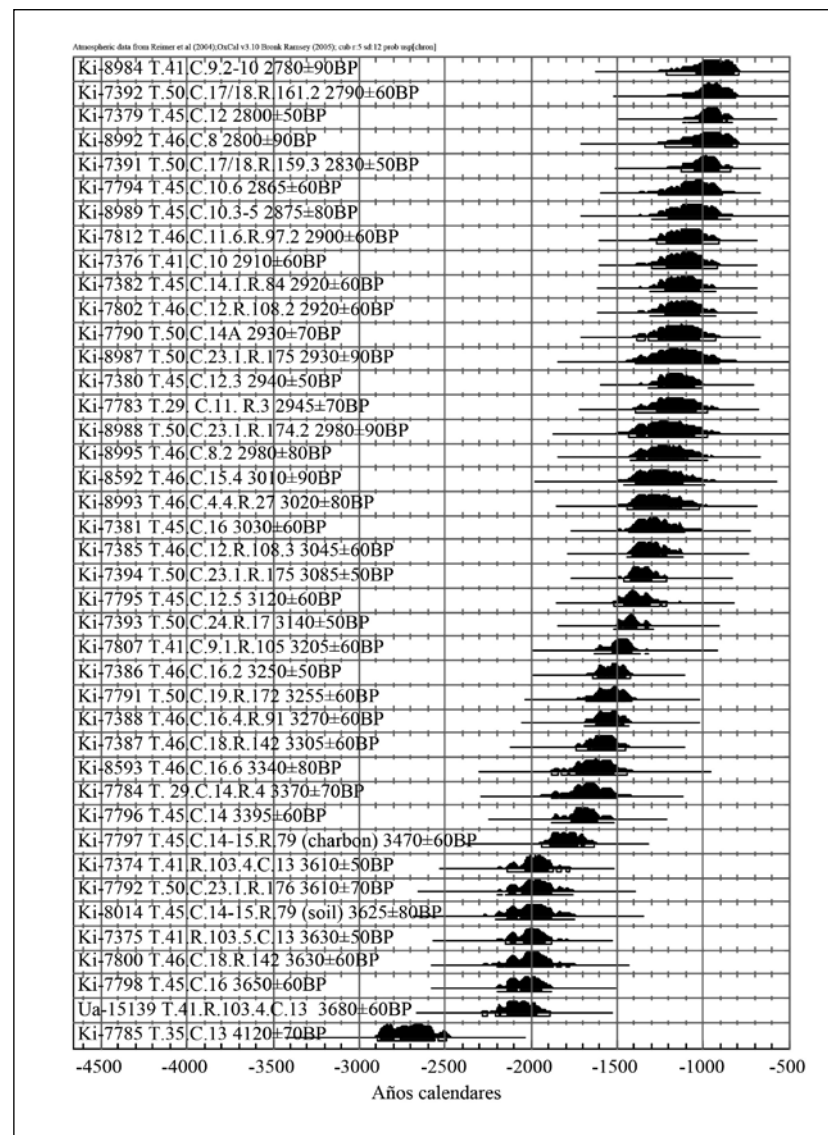 Atmospheric data from Reimer et al (2004);OxCal v3.10 Bronk Ramsey (2005); cub r:5 sd:12 prob usp[chron]
Ki-8984 T.41.C.9.2-10 2780±90BP
Ki-7392 T.50.C.17/18.R.161.2 2790±60BP
Ki-7379 T.45.C.12 2800±50BP
Ki-8992 T.46.C.8 2800±90BP
Ki-7391 T.50.C.17/18.R.159.3 2830±50BP
Ki-7794 T.45.C.10.6 2865±60BP
Ki-8989 T.45.C.10.3-5 2875±80BP
Ki-7812 T.46.C.11.6.R.97.2 2900±60BP
Ki-7376 T.41.C.10 2910±60BP
Ki-7382 T.45.C.14.1.R.84 2920±60BP
Ki-7802 T.46.C.12.R.108.2 2920±60BP
Ki-7790 T.50.C.14A 2930±70BP
Ki-8987 T.50.C.23.1.R.175 2930±90BP
Ki-7380 T.45.C.12.3 2940±50BP
Ki-7783 T.29. C.11. R.3 2945±70BP
Ki-8988 T.50.C.23.1.R.174.2 2980±90BP
Ki-8995 T.46.C.8.2 2980±80BP
Ki-8592 T.46.C.15.4 3010±90BP
Ki-8993 T.46.C.4.4.R.27 3020±80BP
Ki-7381 T.45.C.16 3030±60BP
Ki-7385 T.46.C.12.R.108.3 3045±60BP
Ki-7394 T.50.C.23.1.R.175 3085±50BP
Ki-7795 T.45.C.12.5 3120±60BP
Ki-7393 T.50.C.24.R.17 3140±50BP
Ki-7807 T.41.C.9.1.R.105 3205±60BP
Ki-7386 T.46.C.16.2 3250±50BP
Ki-7791 T.50.C.19.R.172 3255±60BP
Ki-7388 T.46.C.16.4.R.91 3270±60BP
Ki-7387 T.46.C.18.R.142 3305±60BP
Ki-8593 T.46.C.16.6 3340±80BP
Ki-7784 T. 29.C.14.R.4 3370±70BP
Ki-7796 T.45.C.14 3395±60BP
Ki-7797 T.45.C.14-15.R.79 (charbon) 3470±60BP
Ki-7374 T.41.R.103.4.C.13 3610±50BP
Ki-7792 T.50.C.23.1.R.176 3610±70BP
Ki-8014 T.45.C.14-15.R.79 (soil) 3625±80BP
Ki-7375 T.41.R.103.5.C.13 3630±50BP
Ki-7800 T.46.C.18.R.142 3630±60BP
Ki-7798 T.45.C.16 3650±60BP
Ua-15139 T.41.R.103.4.C.13 3680±60BP
Ki-7785 T.35.C.13 4120±70BP
-4500 -4000 -3500 -3000 -2500 -2000 -1500 -1000 -500
Años calendares